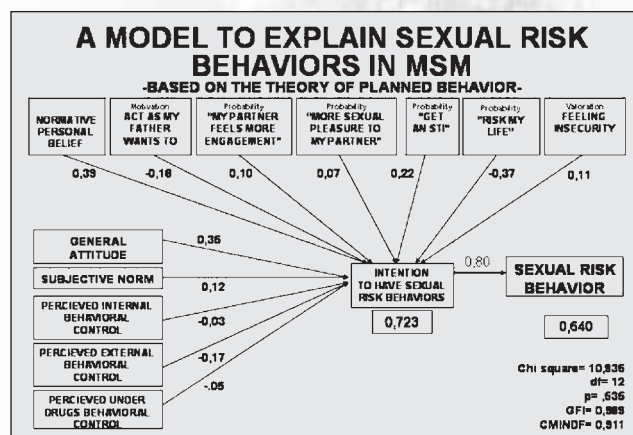 A MODEL TO EXPLAIN SEXUAL RISK
BEHAVIORS IN MSM
-BASED ON THE THEORY OF PLANNED BEHAVIOR-
NORMATIVE
PERSONAL
BELIEF
Motivation
ACT AS MY
FATHER
WANTS TO
Probability
"MY PARTNER
FEELS MORE
ENGAGEMENT"
Probability
"MORE SEXUAL
PLEASURE TO
MY PARTNER"
Probability
"GET
AN STI"
Probability
"RISK MY
LIFE"
Valoration
FEELING
INSECURITY
0,39
-0,16
0,10
0,07
0,22
-0,37
0,11
GENERAL
ATTITUDE
0,35
SUBJECTIVE NORM
0,12
PERCIEVED INTERNAL
BEHAVIORAL
CONTROL
-0,03
PERCIEVED EXTERNAL
BEHAVIORAL
CONTROL
-0,17
PERCIEVED UNDER
DRUGS BEHAVIORAL
CONTROL
-.05
INTENTION
TO HAVE SEXUAL
RISK BEHAVIORS
0,723
0,80
SEXUAL RISK
BEHAVIOR
0,640
Chi square=
df= 12
p= ,535
GFI=
CMINDF= 0,911